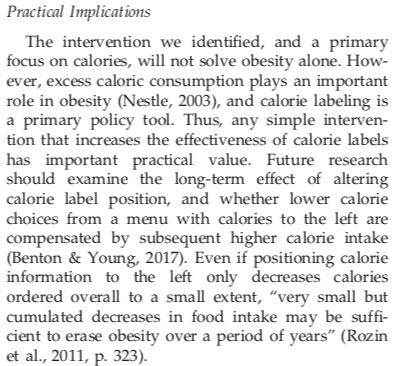 Practical Implications
The intervention we identified, and a primary
focus on calories, will not solve obesity alone. How-
ever, excess caloric consumption plays an important
role in obesity (Nestle, 2003), and calorie labeling is
a primary policy tool. Thus, any simple interven-
tion that increases the effectiveness of calorie labels
has important practical value. Future research
should examine the long-term effect of altering
calorie label position, and whether lower calorie
choices from a menu with calories to the left are
compensated by subsequent higher calorie intake
(Benton & Young, 2017). Even if positioning calorie
information to the left only decreases calories
ordered overall to a small extent, “very small but
cumulated decreases in food intake may be suffi-
cient to erase obesity over a period of years” (Rozin
et al., 2011, p. 323).